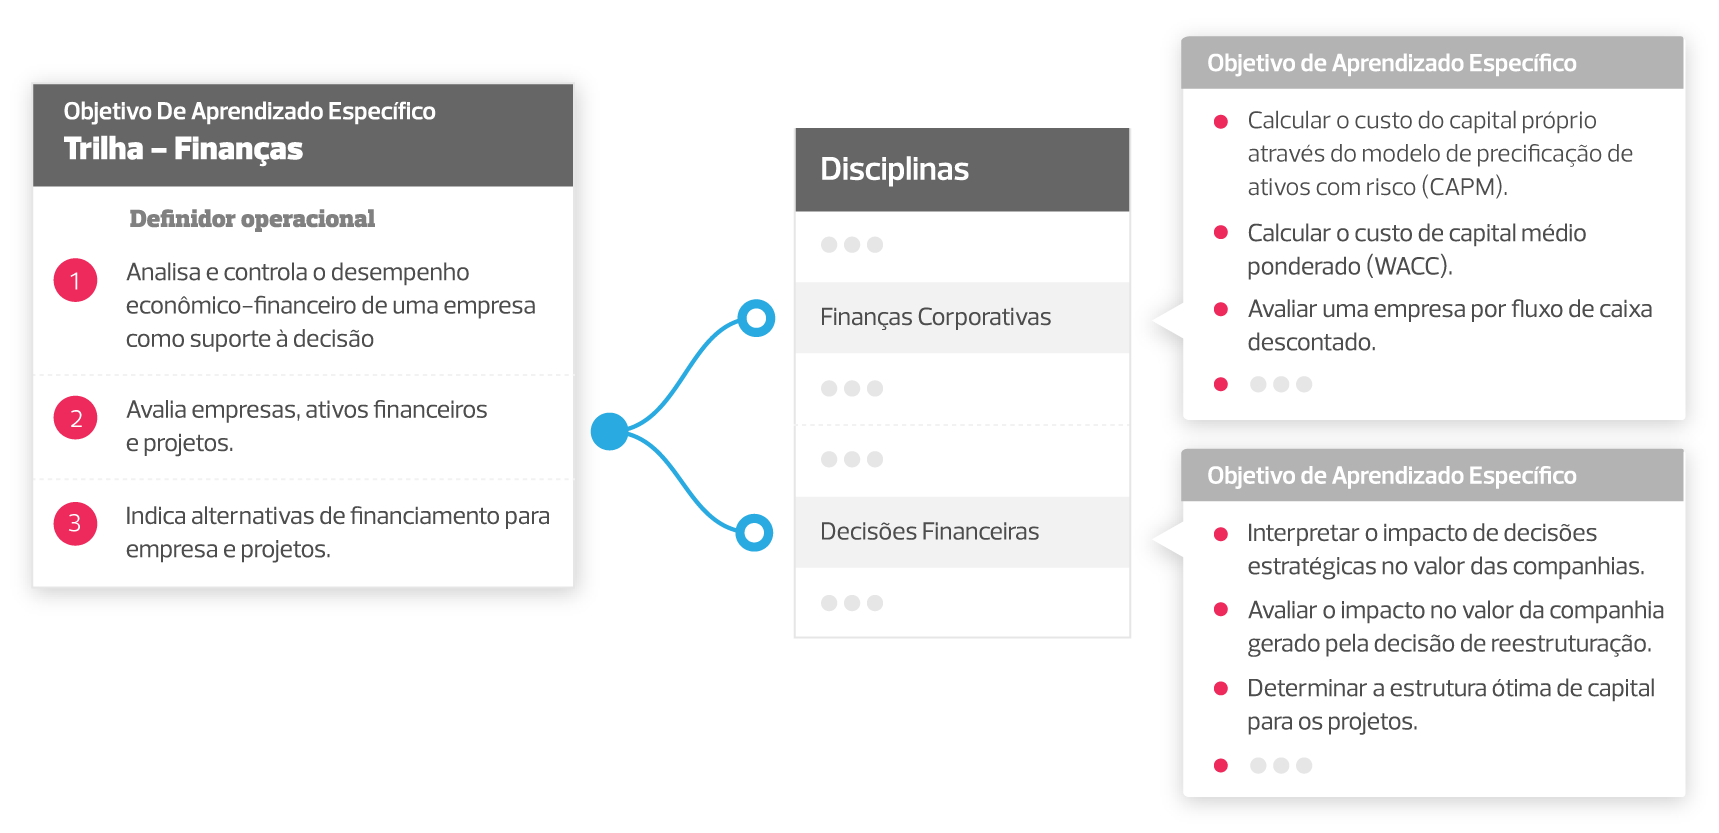 Objetivo De Aprendizado Específico
Trilha – Finanças
Definidor operacional
1
Analisa e controla o desempenho
econômico-financeiro de uma empresa
como suporte à decisão
2
Avalia empresas, ativos financeiros
e projetos.
3
Indica alternativas de financiamento para
empresa e projetos.
Disciplinas
Finanças Corporativas
Decisões Financeiras
Objetivo de Aprendizado Específico
Calcular o custo do capital próprio
através do modelo de precificação de
ativos com risco (CAPM).
Calcular o custo de capital médio
ponderado (WACC).
Avaliar uma empresa por fluxo de caixa
descontado.
Objetivo de Aprendizado Específico
Interpretar o impacto de decisões
estratégicas no valor das companhias.
Avaliar o impacto no valor da companhia
gerado pela decisão de reestruturação.
Determinar a estrutura ótima de capital
para os projetos.